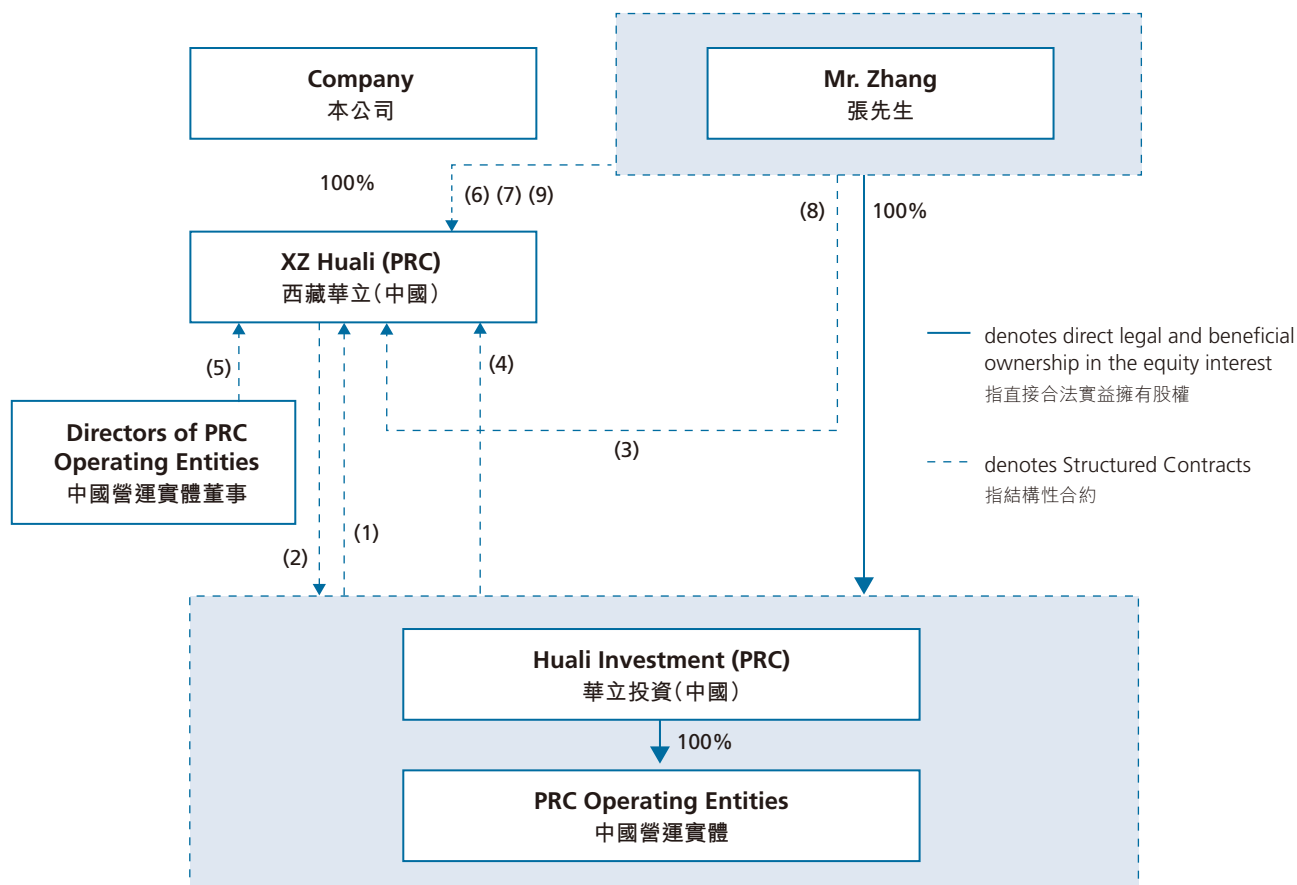 Company
本公司
Mr. Zhang
張先生
100%
(6) (7) (9)
(8)
100%
XZ Huali (PRC)
西藏華立（中國）
(5)
(4)
denotes direct legal and beneficial
ownership in the equity interest
指直接合法實益擁有股權
Directors of PRC
Operating Entities
中國營運實體董事
(3)
denotes Structured Contracts
指結構性合約
(2)
(1)
Huali Investment (PRC)
華立投資（中國）
100%
PRC Operating Entities
中國營運實體